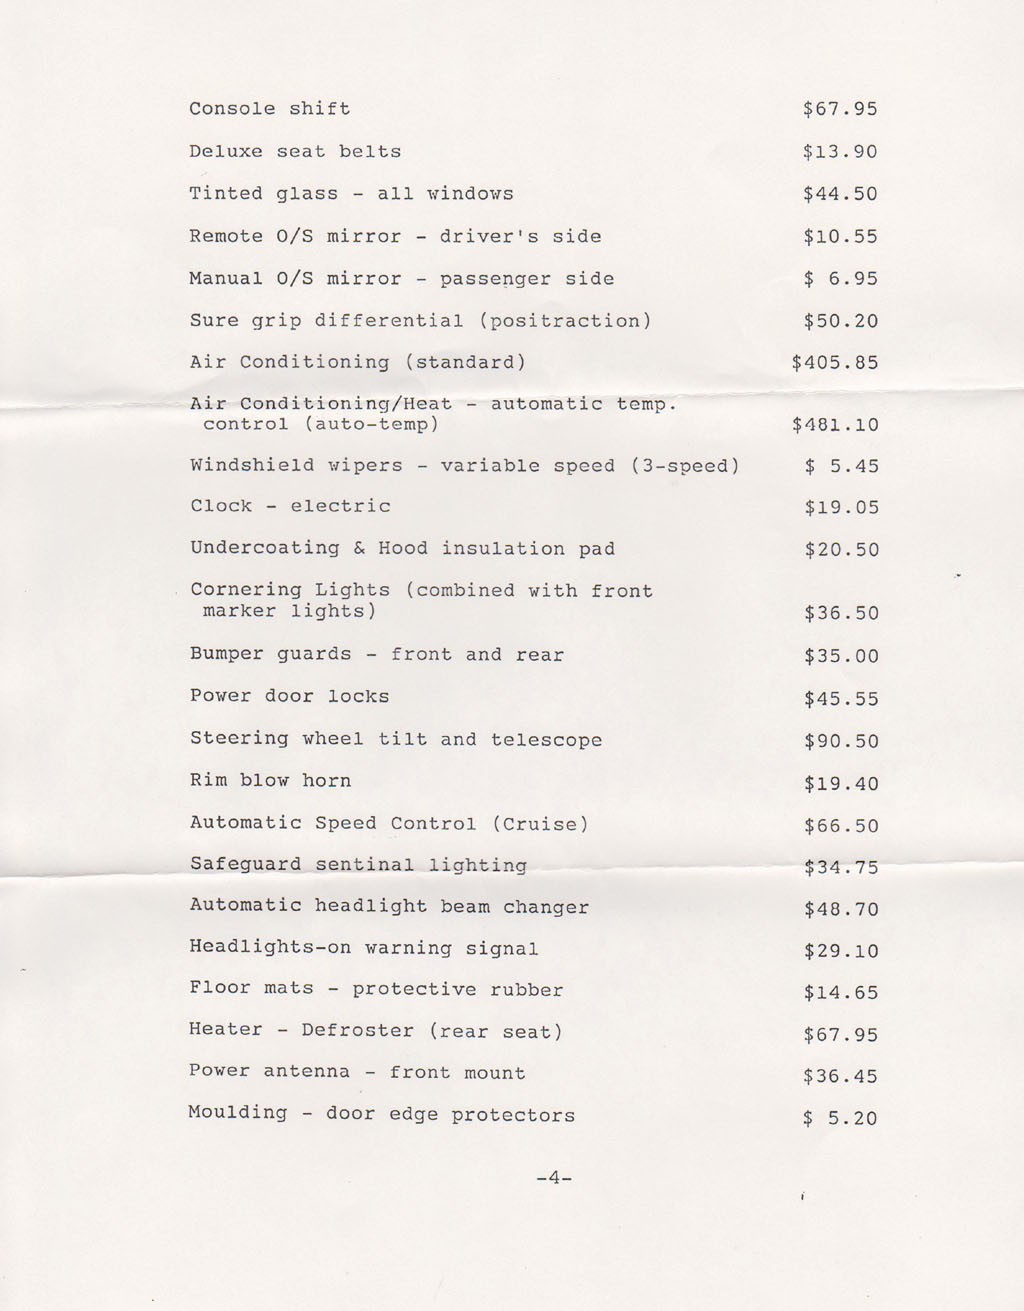 Console shift $67.95
Deluxe seat belts $13.90
Tinted glass - all windows $44.50
Remote O/S mirror - driver's side $10.55
Manual O/S mirror - passenger side $ 6.95
Sure grip differential (positraction) $50.20
Air Conditioning (standard) $405.85
Air Conditioning/Heat - automatic temp.
control (auto-temp) $481.10
Windshield wipers - variable speed (3-speed) $ 5.45
Clock - electric $19.05
Undercoating & Hood insulation pad $20.50
Cornering Lights (combined with front
marker lights) $36.50
Bumper guards - front and rear $35.00
Power door locks $45.55
Steering wheel tilt and telescope $90.50
Rim blow horn $19.40
Automatic Speed Control (Cruise) $66.50
Safeguard sentinal lighting $34.75
Automatic headlight beam changer $48.70
Headlights-on warning signal $29.10
Floor mats - protective rubber $14.65
Heater - Defroster (rear seat) $67.95
Power antenna - front mount $36.45
Moulding - door edge protectors $ 5.20
-4-